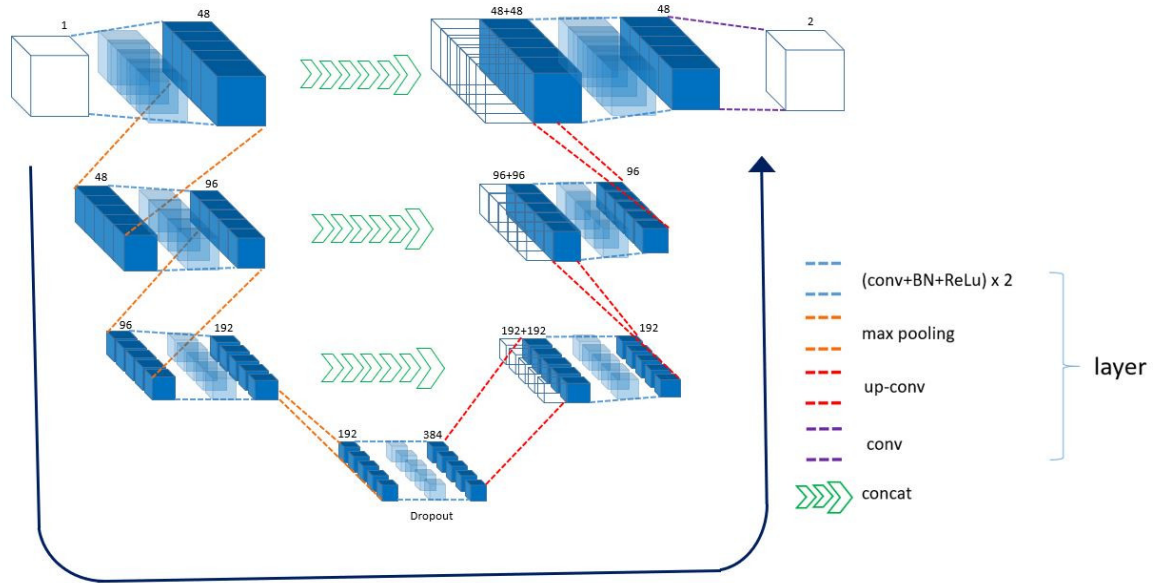 1
48
48+48
48
2
48
96
96+96
96
96
192
192+192
192
192
384
Dropout
(conv+BN+ReLu) x 2
max pooling
up-conv
conv
concat
layer